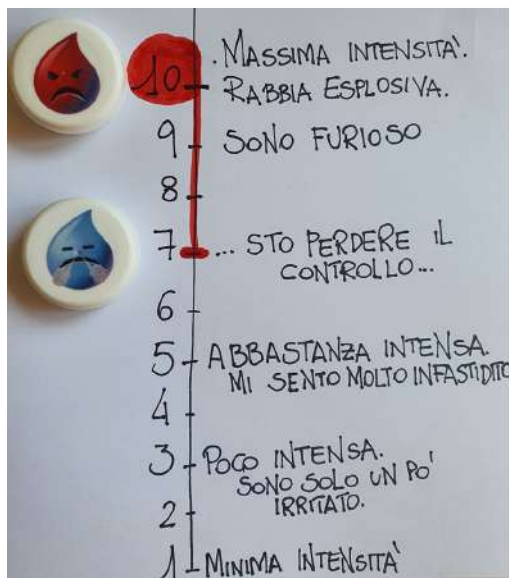 10 . MASSIMA INTENSITA'.
RABBIA ESPLOSIVA.
9 SONO FURIOSO
8
7 ... STO PERDERE IL
CONTROLLO...
6
5 ABBASTANZA INTENSA.
MI SENTO MOLTO INFASTIDITO
4
3 POCO INTENSA.
SONO SOLO UN PO'
IRRITATO.
2
1 MINIMA INTENSITÀ